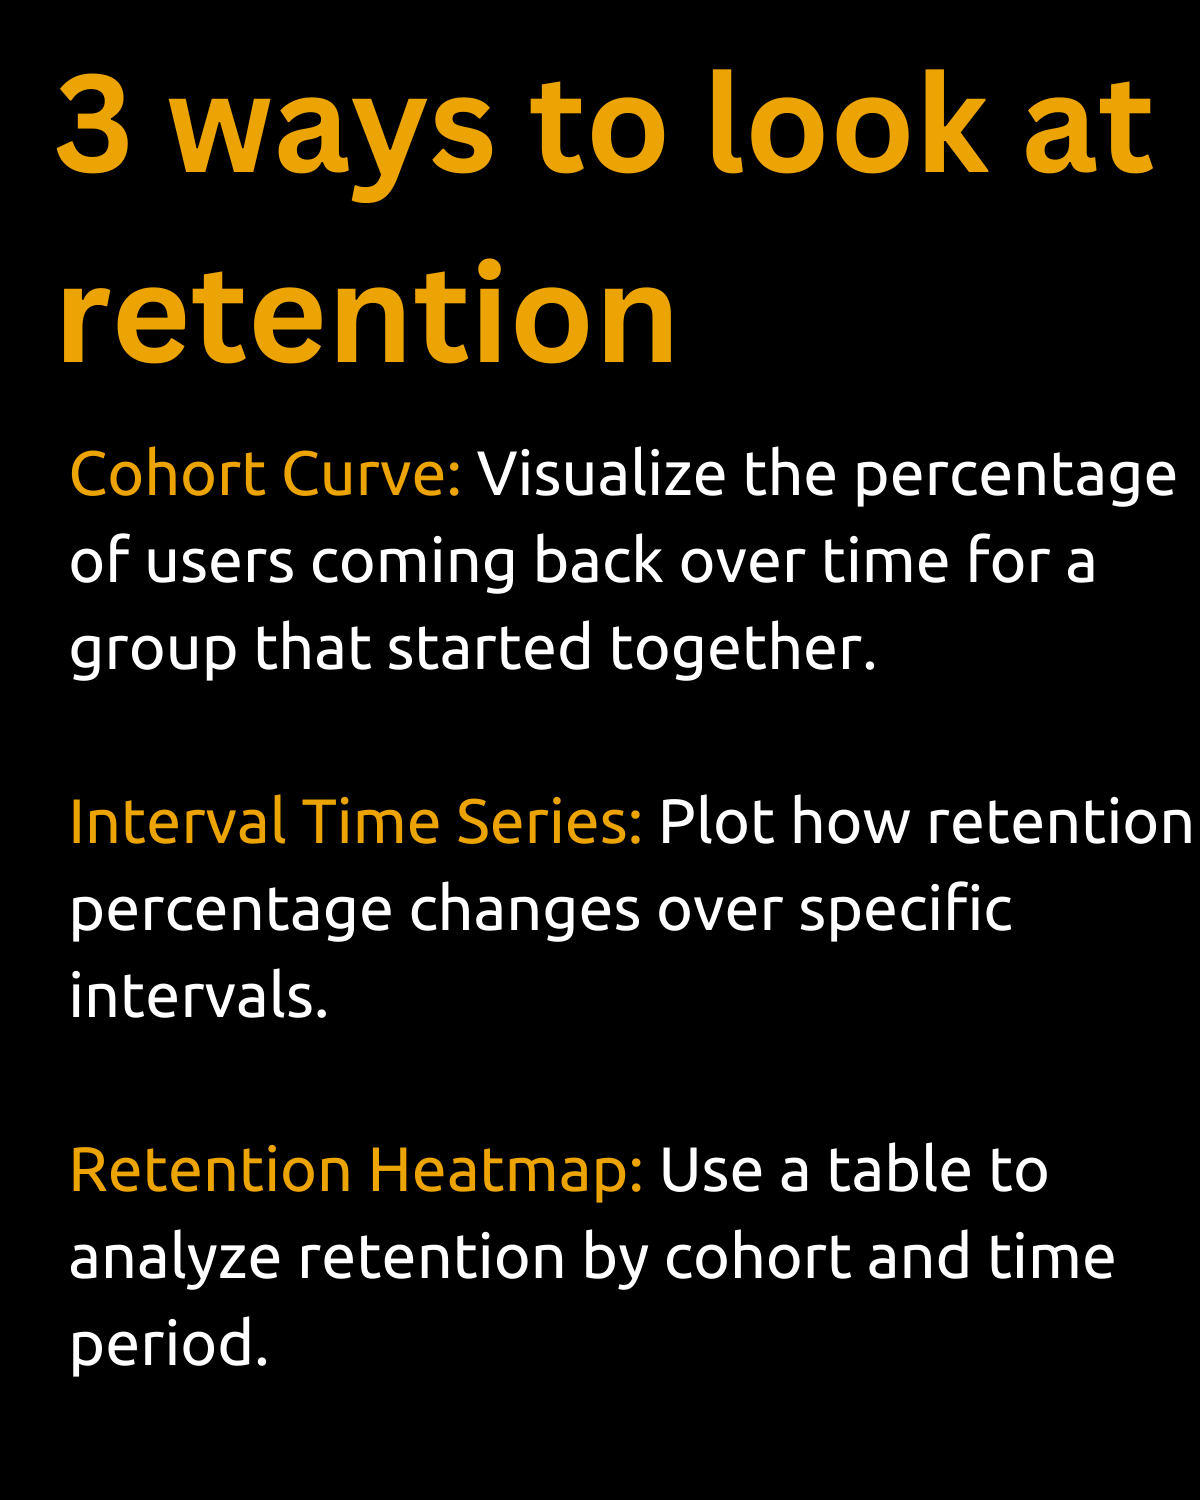 3 ways to look at
retention
Cohort Curve: Visualize the percentage
of users coming back over time for a
group that started together.
Interval Time Series: Plot how retention
percentage changes over specific
intervals.
Retention Heatmap: Use a table to
analyze retention by cohort and time
period.